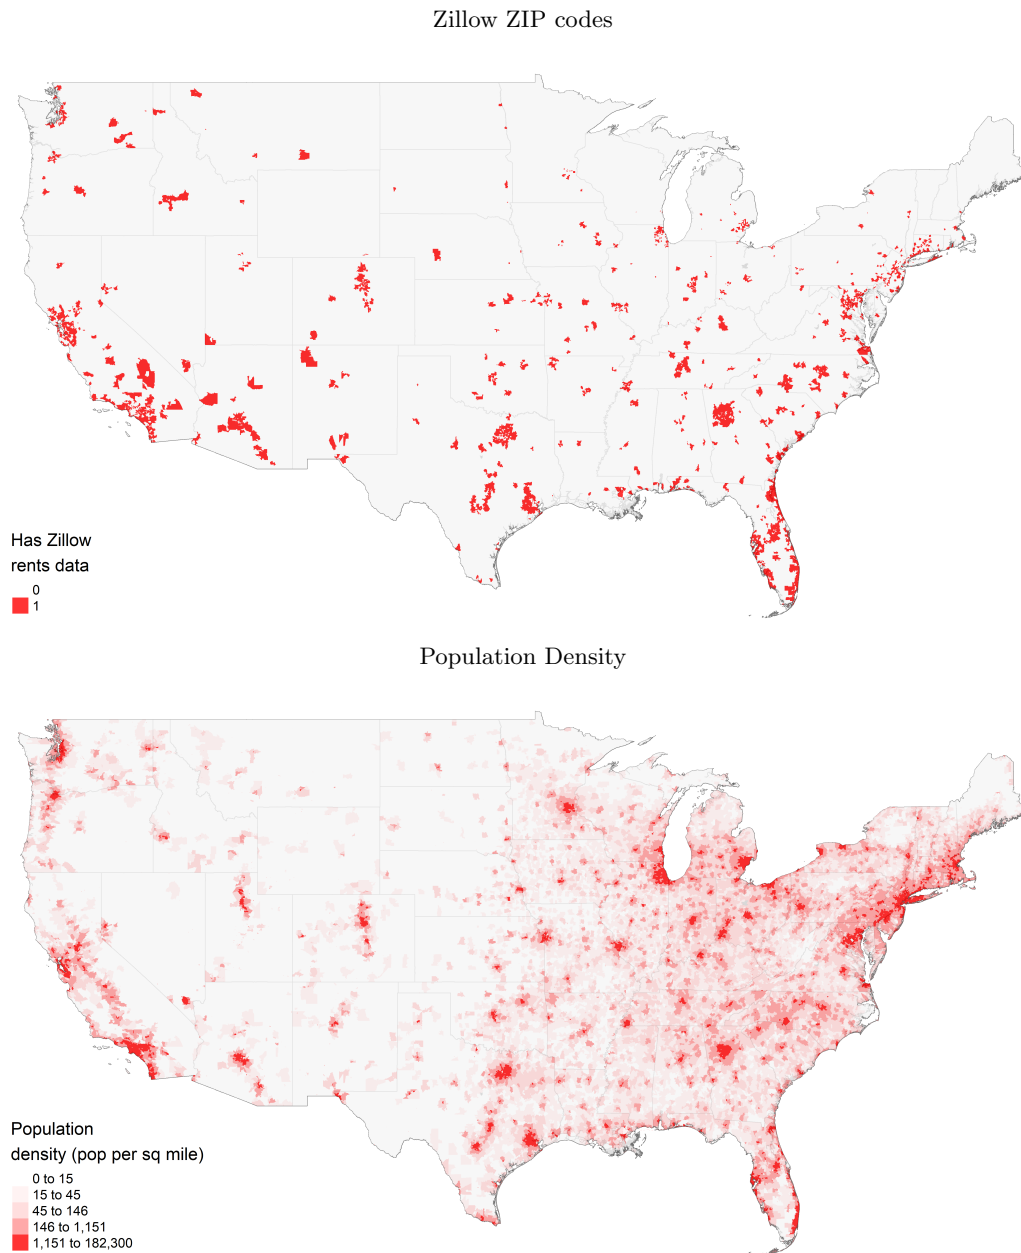 Zillow ZIP codes
Has Zillow
rents data
0
1
Population Density
Population
density (pop per sq mile)
0 to 15
15 to 45
45 to 146
146 to 1,151
1,151 to 182,300